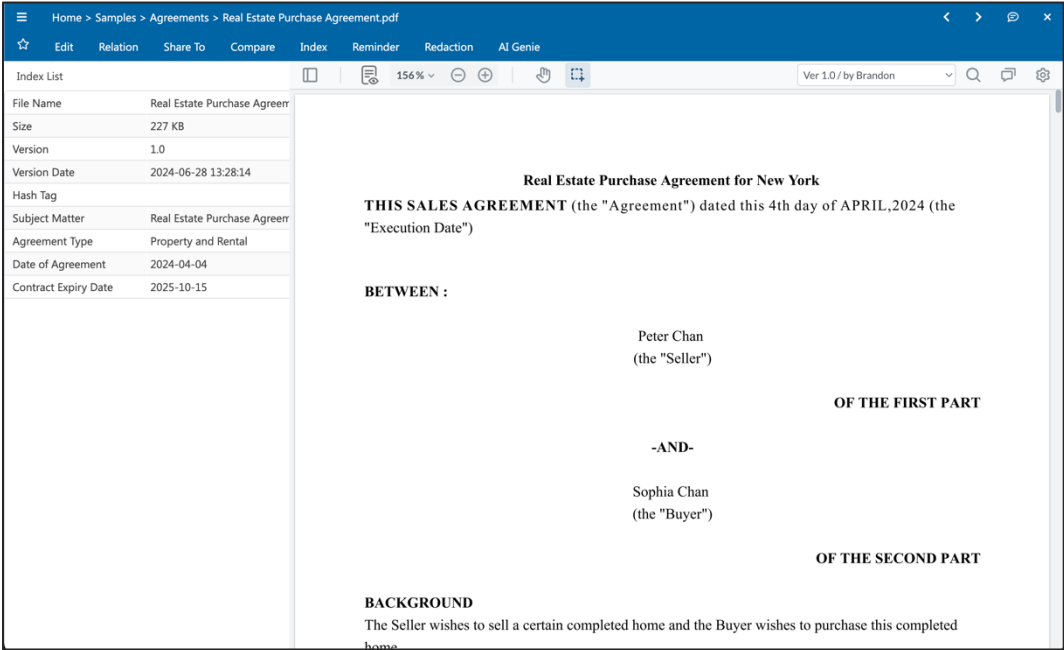 Home > Samples > Agreements > Real Estate Purchase Agreement.pdf
Edit Relation Share To Compare Index Reminder Redaction AI Genie
Index List
156%
Ver 1.0 / by Brandon
File Name Real Estate Purchase Agreem
Size 227 KB
Version 1.0
Version Date 2024-06-28 13:28:14
Hash Tag
Subject Matter Real Estate Purchase Agreem
Agreement Type Property and Rental
Date of Agreement 2024-04-04
Contract Expiry Date 2025-10-15
Real Estate Purchase Agreement for New York
THIS SALES AGREEMENT (the "Agreement") dated this 4th day of APRIL,2024 (the
"Execution Date")
BETWEEN :
Peter Chan
(the "Seller")
OF THE FIRST PART
-AND-
Sophia Chan
(the "Buyer")
OF THE SECOND PART
BACKGROUND
The Seller wishes to sell a certain completed home and the Buyer wishes to purchase this completed
home